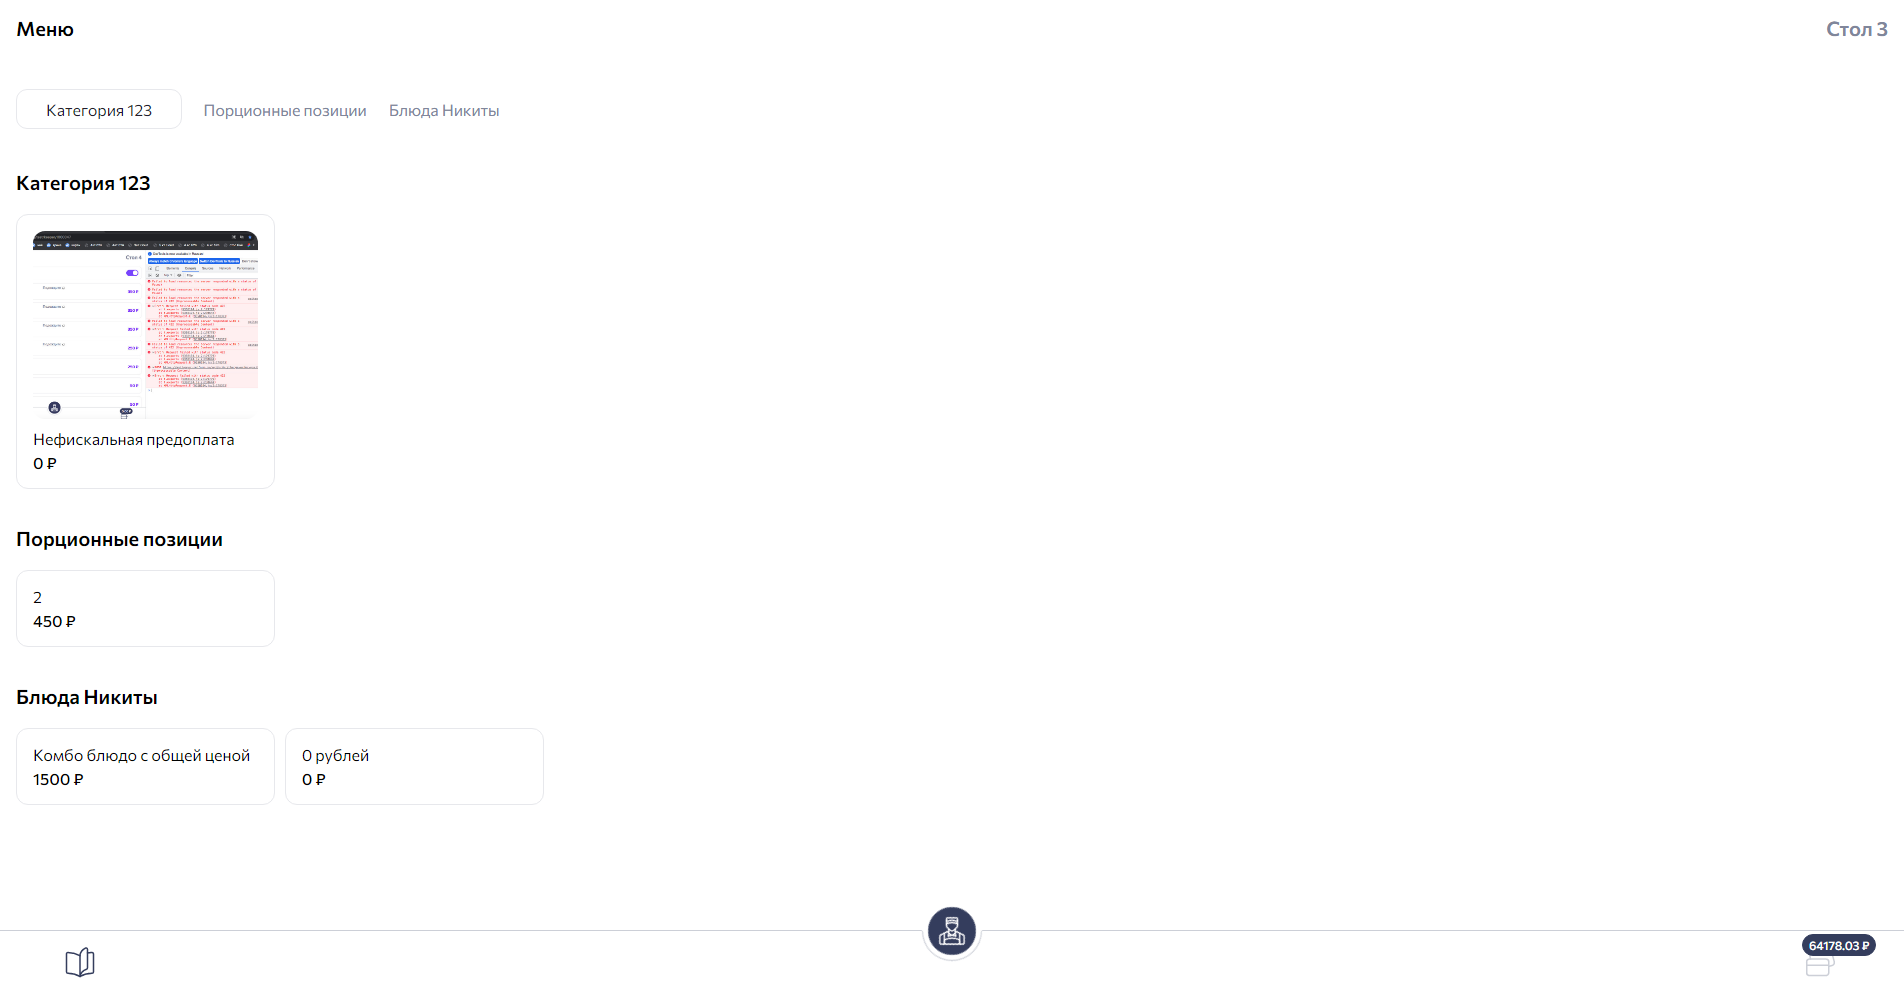 Меню
Стол 3
Категория 123
Порционные позиции
Блюда Никиты
Категория 123
Нефискальная предоплата
0 ₽
Порционные позиции
2
450 ₽
Блюда Никиты
Комбо блюдо с общей ценой
1500 ₽
0 рублей
0 ₽
64178.03 ₽